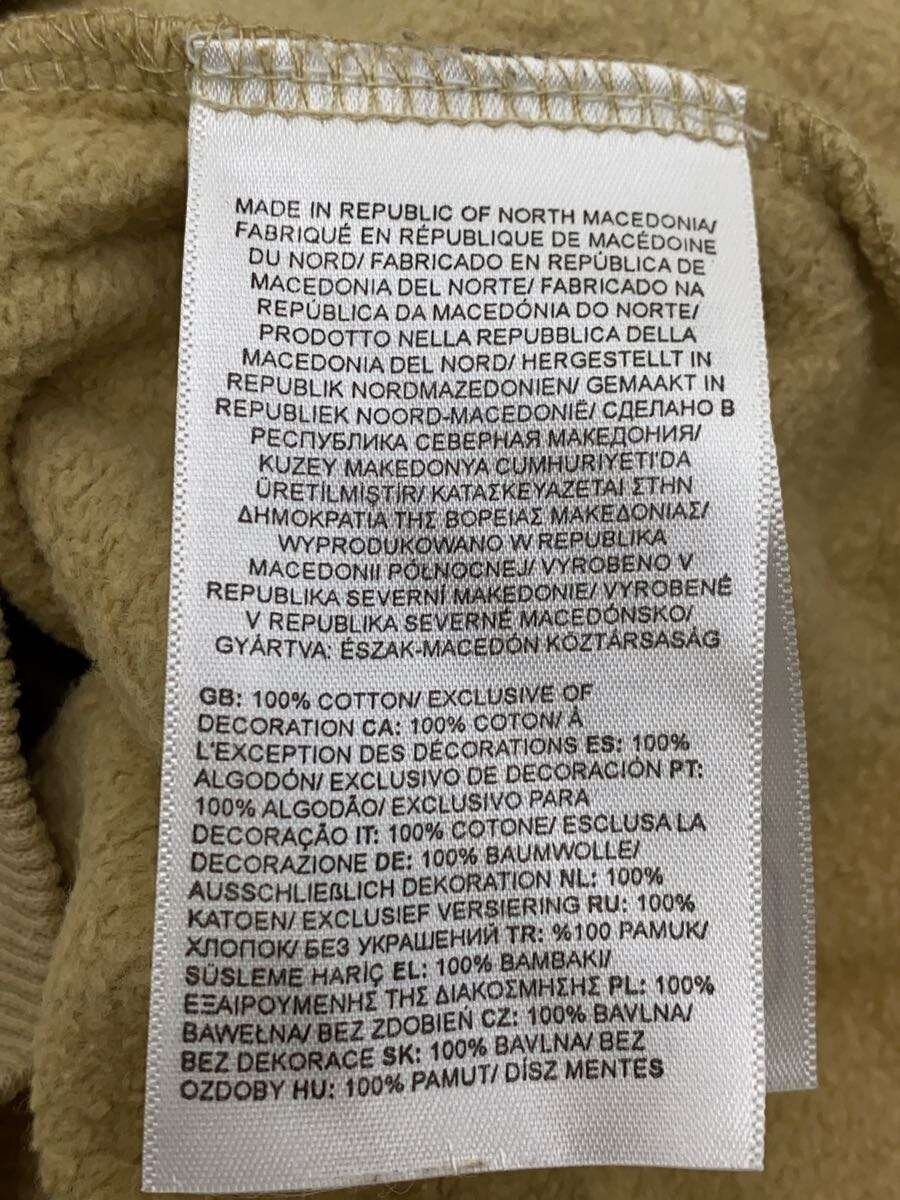 MADE IN REPUBLIC OF NORTH MACEDONIA/
FABRIQUÉ EN RÉPUBLIQUE DE MACÉDOINE
DU NORD/ FABRICADO EN REPÚBLICA DE
MACEDONIA DEL NORTE/ FABRICADO NA
REPÚBLICA DA MACEDÓNIA DO NORTE/
PRODOTTO NELLA REPUBBLICA DELLA
MACEDONIA DEL NORD/ HERGESTELLT IN
REPUBLIK NORDMAZEDONIEN/ GEMAAKT IN
REPUBLIEK NOORD-MACEDONIË/ СДЕЛАНО В
РЕСПУБЛИКА СЕВЕРНАЯ МАКЕДОНИЯ/
KUZEY MAKEDONYA CUMHURIYETI'DA
ÜRETİLMİŞTİR/ ΚΑΤΑΣΚΕΥΑΖΕΤΑΙ ΣΤΗΝ
ΔΗΜΟΚΡΑΤΙΑ ΤΗΣ ΒΟΡΕΙΑΣ ΜΑΚΕΔΟΝΙΑΣ/
WYPRODUKOWANO W REPUBLIKA
MACEDONII PÓŁNOCNEJ/ VYROBENO V
REPUBLIKA SEVERNÍ MAKEDONIE/ VYROBENÉ
V REPUBLIKA SEVERNÉ MACEDÓNSKO/
GYÁRTVA: ÉSZAK-MACEDÓN KÖZTÁRSASÁG
GB: 100% COTTON/ EXCLUSIVE OF
DECORATION CA: 100% COTON/ À
L'EXCEPTION DES DÉCORATIONS ES: 100%
ALGODÓN/ EXCLUSIVO DE DECORACIÓN PT:
100% ALGODÃO/ EXCLUSIVO PARA
DECORAÇÃO IT: 100% COTONE/ ESCLUSA LA
DECORAZIONE DE: 100% BAUMWOLLE/
AUSSCHLIEßLICH DEKORATION NL: 100%
KATOEN/ EXCLUSIEF VERSIERING RU: 100%
ХЛОПОК/ БЕЗ УКРАШЕНИЙ TR: %100 PAMUK/
SÜSLEME HARİÇ EL: 100% ΒΑΜΒΑΚΙ/
ΕΞΑΙΡΟΥΜΕΝΗΣ ΤΗΣ ΔΙΑΚΟΣΜΗΣΗΣ PL: 100%
BAWEŁNA/ BEZ ZDOBIEŃ CZ: 100% BAVLNA/
BEZ DEKORACE SK: 100% BAVLNA/ BEZ
OZDOBY HU: 100% PAMUT/ DÍSZ MENTES